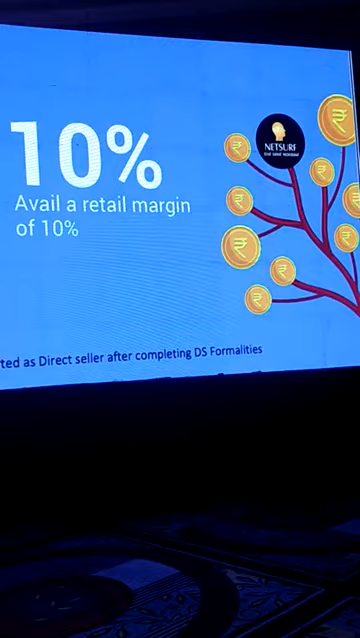 10%
NETSURF
Avail a retail margin
of 10%
ted as Direct seller after completing DS Formalities